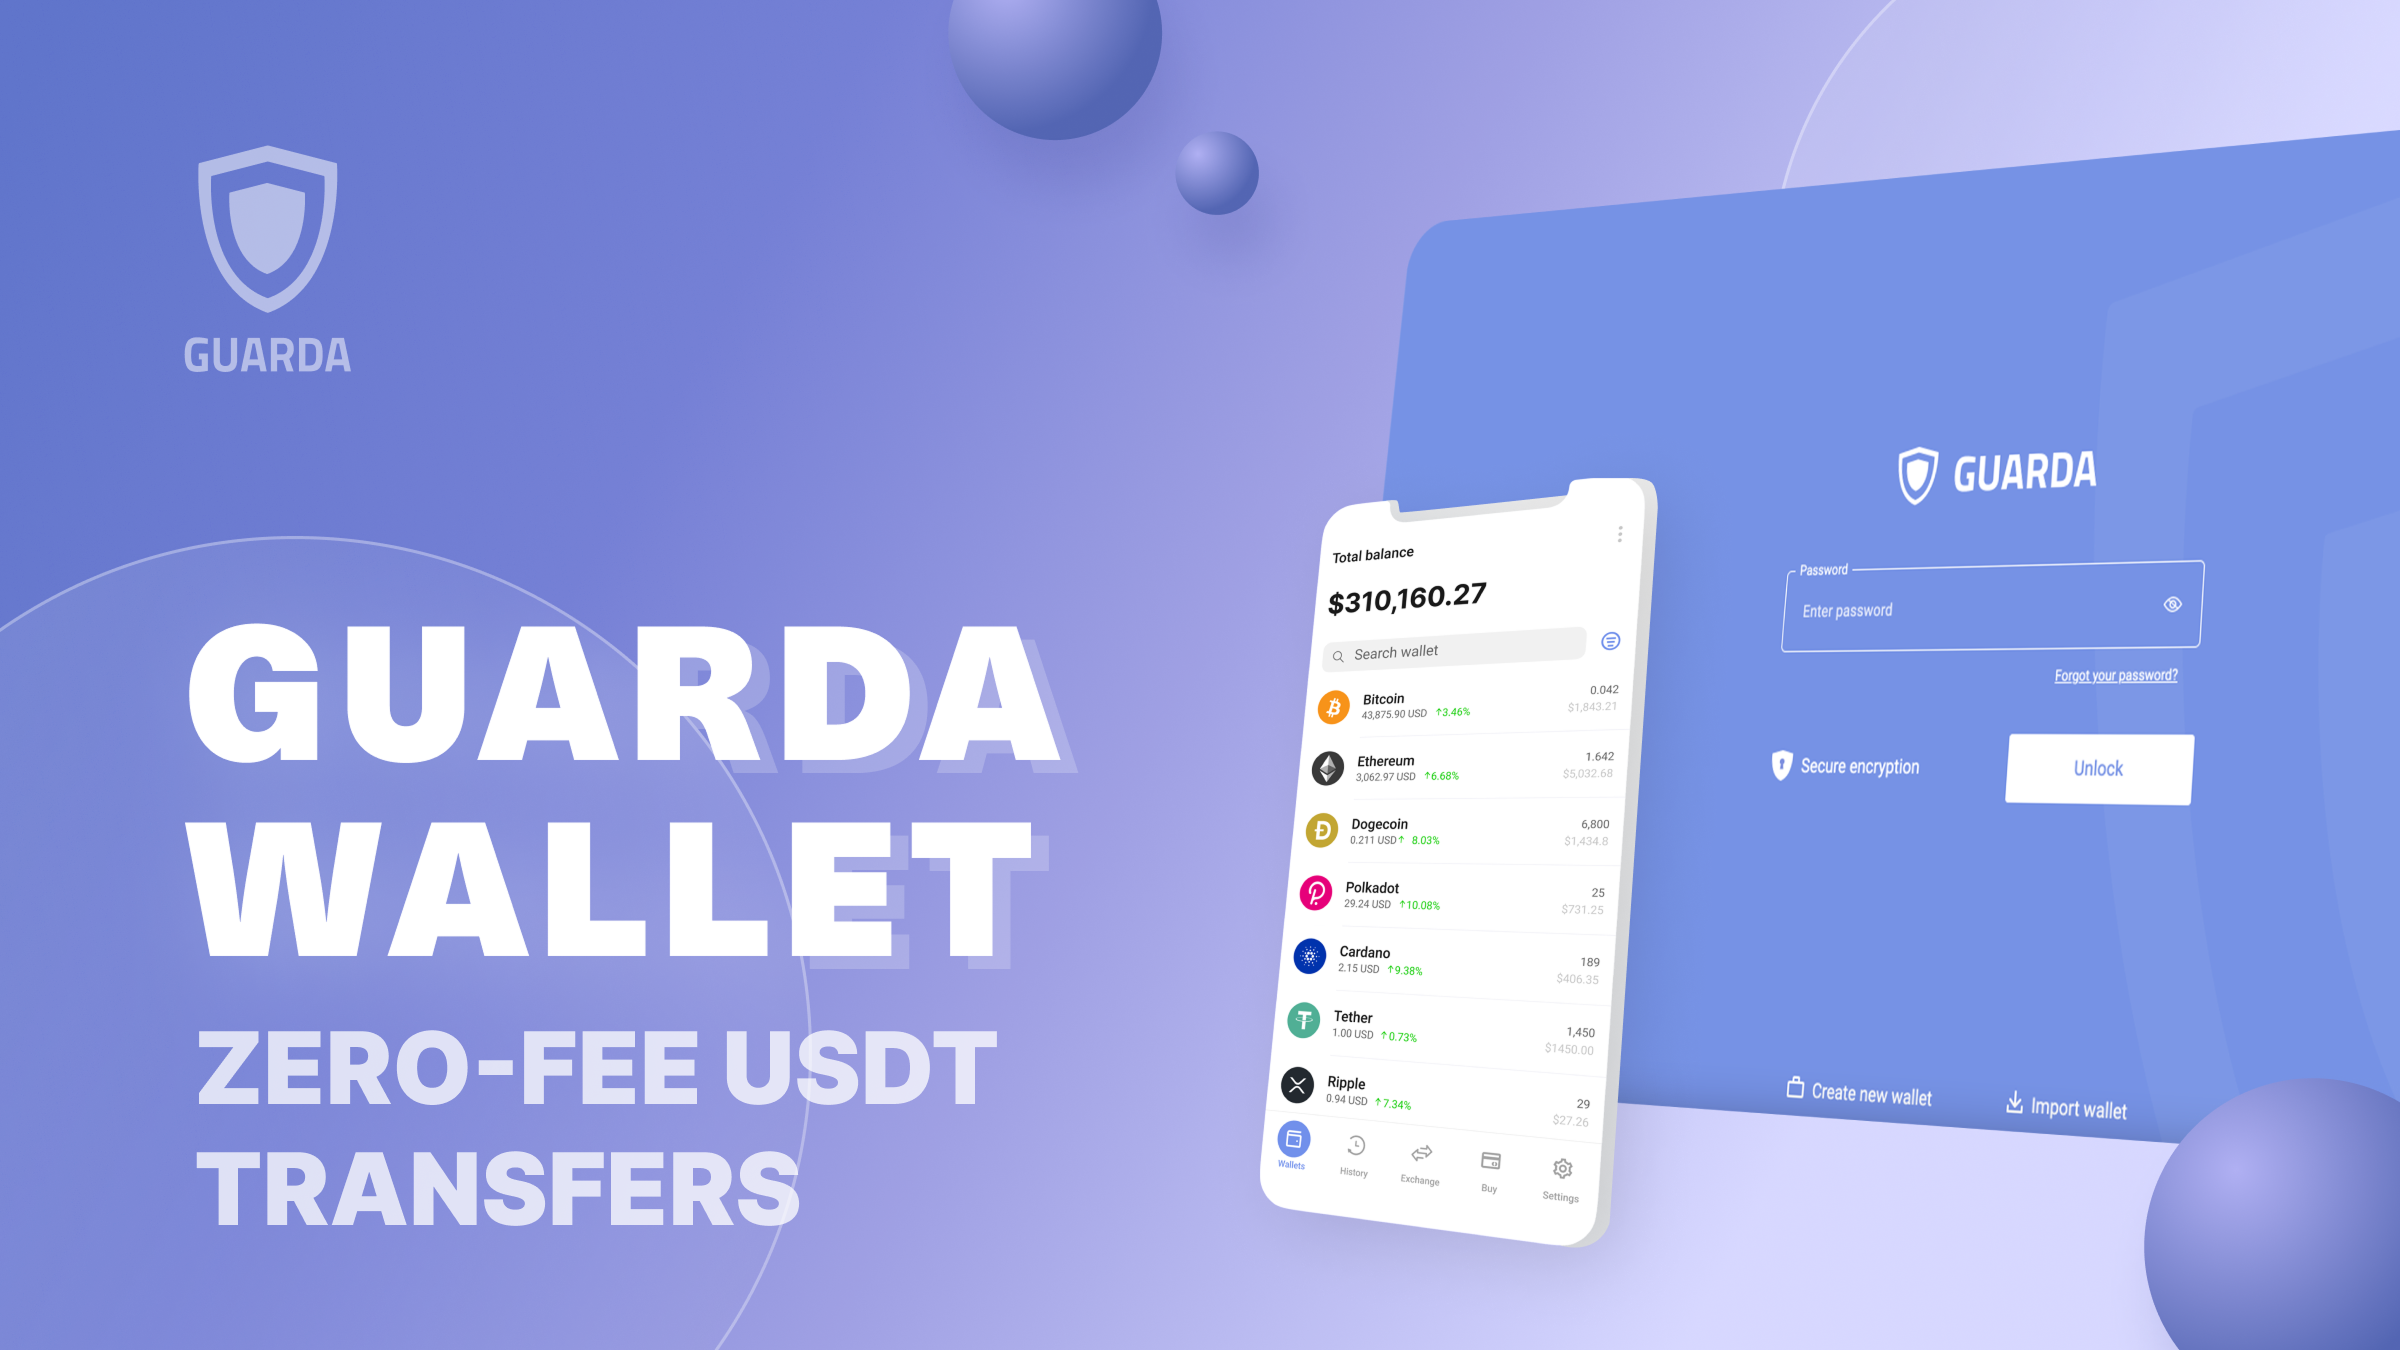 GUARDA
GUARDA
WALLET
ZERO-FEE USDT
TRANSFERS
Total balance
$310,160.27
Search wallet
Bitcoin
43,875.90 USD ↑3.46%
0.042
$1,843.21
Ethereum
3,062.97 USD ↑6.68%
1.642
$5,032.68
Dogecoin
0.211 USD↑ 8.03%
6,800
$1,434.8
Polkadot
29.24 USD ↑10.08%
25
$731.25
Cardano
2.15 USD ↑9.38%
189
$406.35
Tether
1.00 USD ↑0.73%
1,450
$1450.00
Ripple
0.94 USD ↑7.34%
29
$27.26
Wallets
History
Exchange
Buy
Settings
GUARDA
Password
Enter password
Forgot your password?
Secure encryption
Unlock
Create new wallet
Import wallet